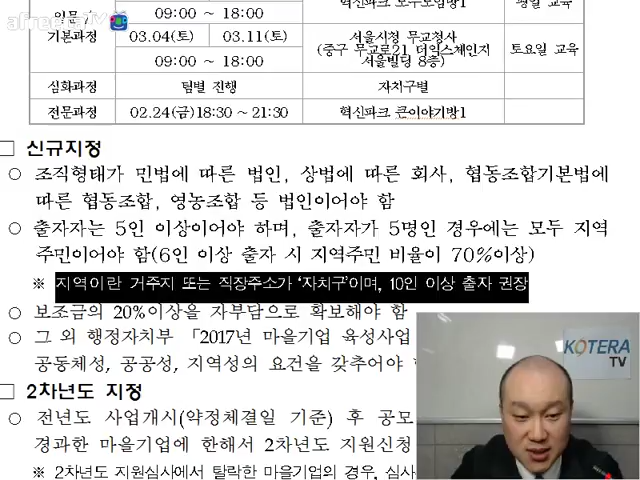 afreecaTV
09:00 ~ 18:00
평일 교육
기본과정 03.04(토) 03.11(토) 서울시청 무교청사 토요일 교육
(중구 무교로21, 더익스체인지
09:00 ~ 18:00 서울빌딩 8층)
심화과정 팀별 진행 자치구별
전문과정 02.24(금)18:30 ~ 21:30 혁신파크 큰이야기방1
□ 신규지정
○ 조직형태가 민법에 따른 법인, 상법에 따른 회사, 협동조합기본법에
따른 협동조합, 영농조합 등 법인이어야 함
○ 출자자는 5인 이상이어야 하며, 출자자가 5명인 경우에는 모두 지역
주민이어야 함(6인 이상 출자 시 지역주민 비율이 70%이상)
※ 지역이란 거주지 또는 직장주소가 '자치구'이며, 10인 이상 출자 권장
○ 보조금의 20%이상을 자부담으로 확보해야 함
○ 그 외 행정자치부 「2017년 마을기업 육성사업
공동체성, 공공성, 지역성의 요건을 갖추어야
□ 2차년도 지정
○ 전년도 사업개시(약정체결일 기준) 후 공모
경과한 마을기업에 한해서 2차년도 지원신청
※ 2차년도 지원심사에서 탈락한 마을기업의 경우, 심사
KOTERA
TV